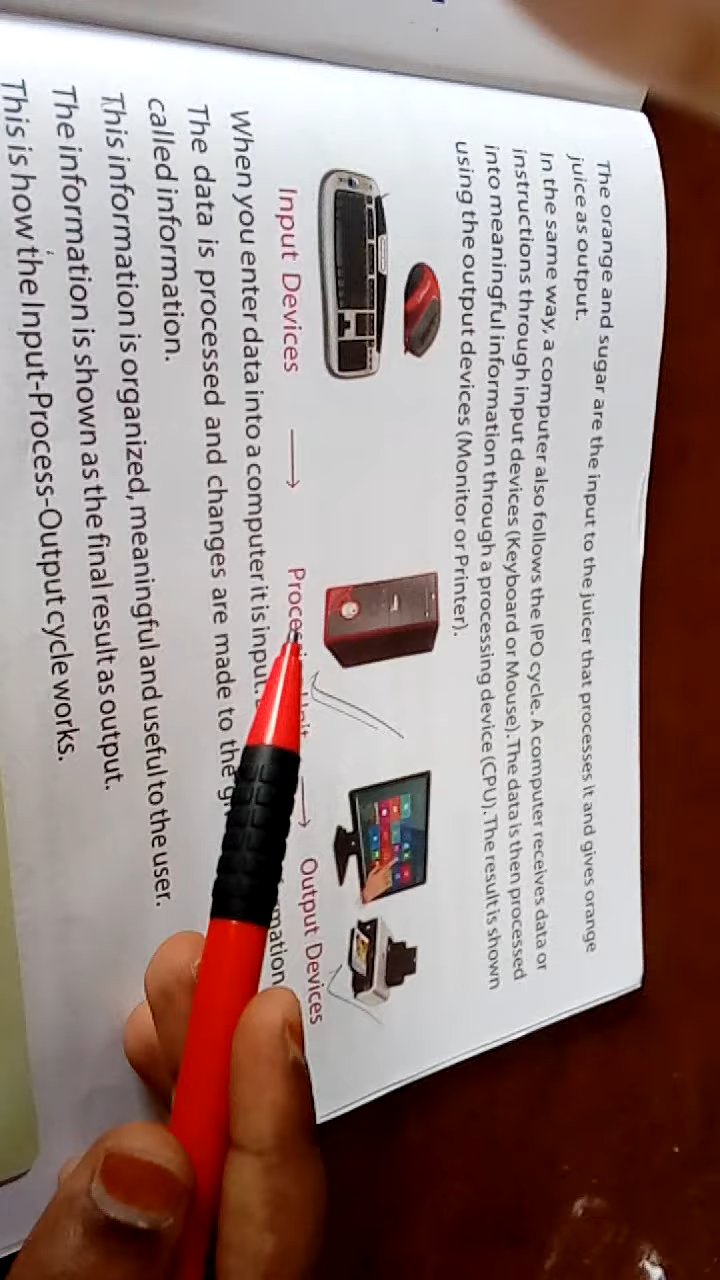 The orange and sugar are the input to the juicer that processes it and gives orange
juice as output.
In the same way, a computer also follows the IPO cycle. A computer receives data or
instructions through input devices (Keyboard or Mouse). The data is then processed
into meaningful information through a processing device (CPU). The result is shown
using the output devices (Monitor or Printer).
Input Devices → → Output Devices
When you enter data into a computer it is input.
The data is processed and changes are made to the
called information.
This information is organized, meaningful and useful to the user.
The information is shown as the final result as output.
This is how the Input-Process-Output cycle works.